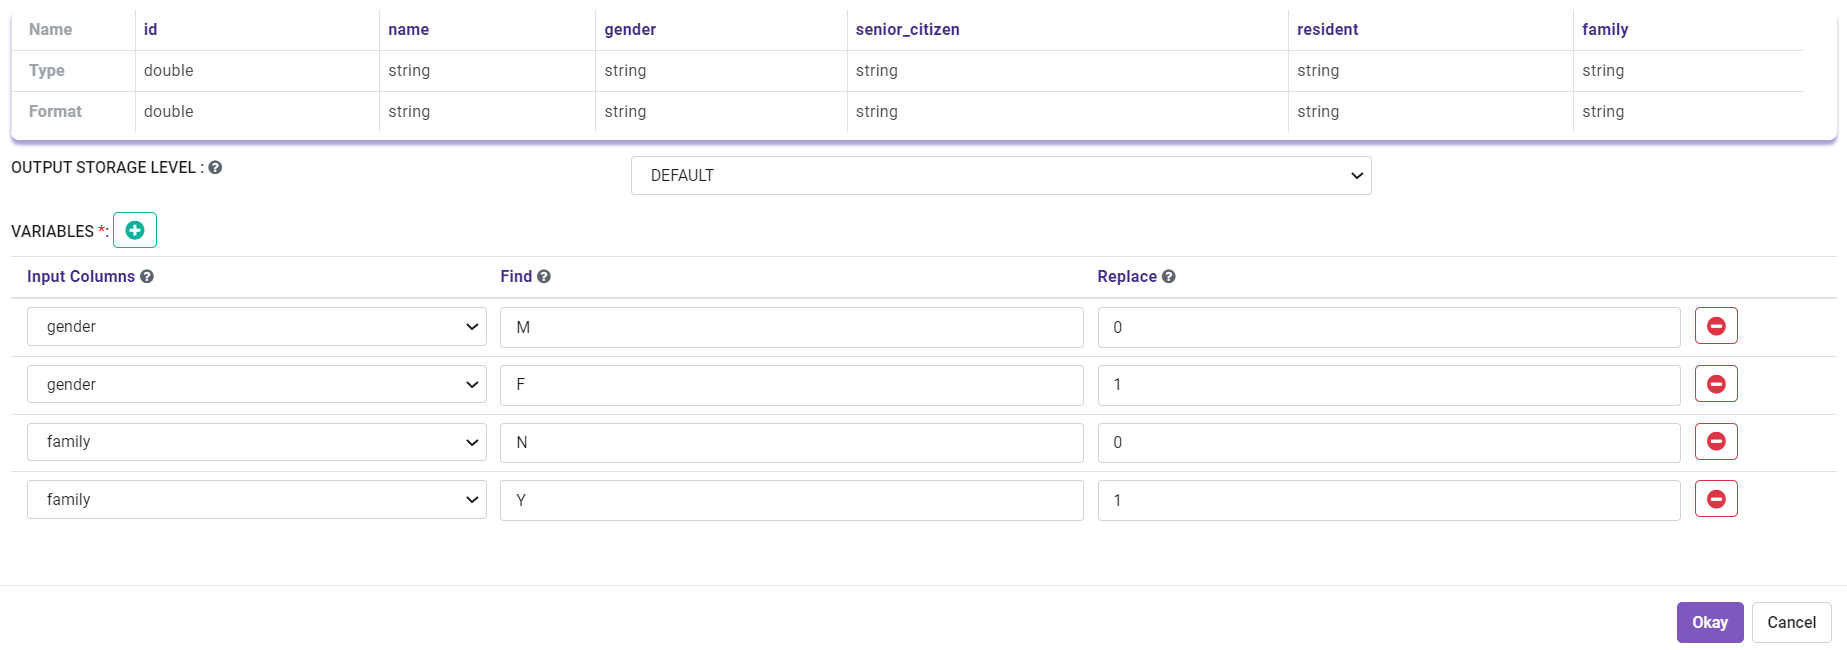 Name id name gender senior_citizen resident family
Type double string string string string string
Format double string string string string string
OUTPUT STORAGE LEVEL : DEFAULT
VARIABLES *:
Input Columns Find Replace
gender M 0
gender F 1
family N 0
family Y 1
Okay Cancel